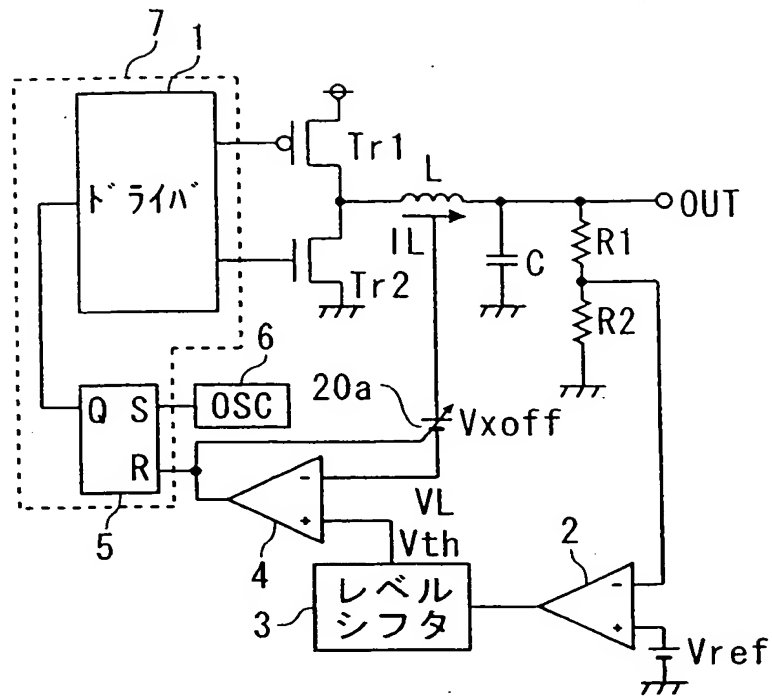 7
1
Tr1
ドライバ
L
OUT
IL
R1
C
Tr2
R2
6
20a
Q
S
OSC
Vxoff
R
-
VL
5
4
+
Vth
2
3
レベル
シフタ
-
+
Vref